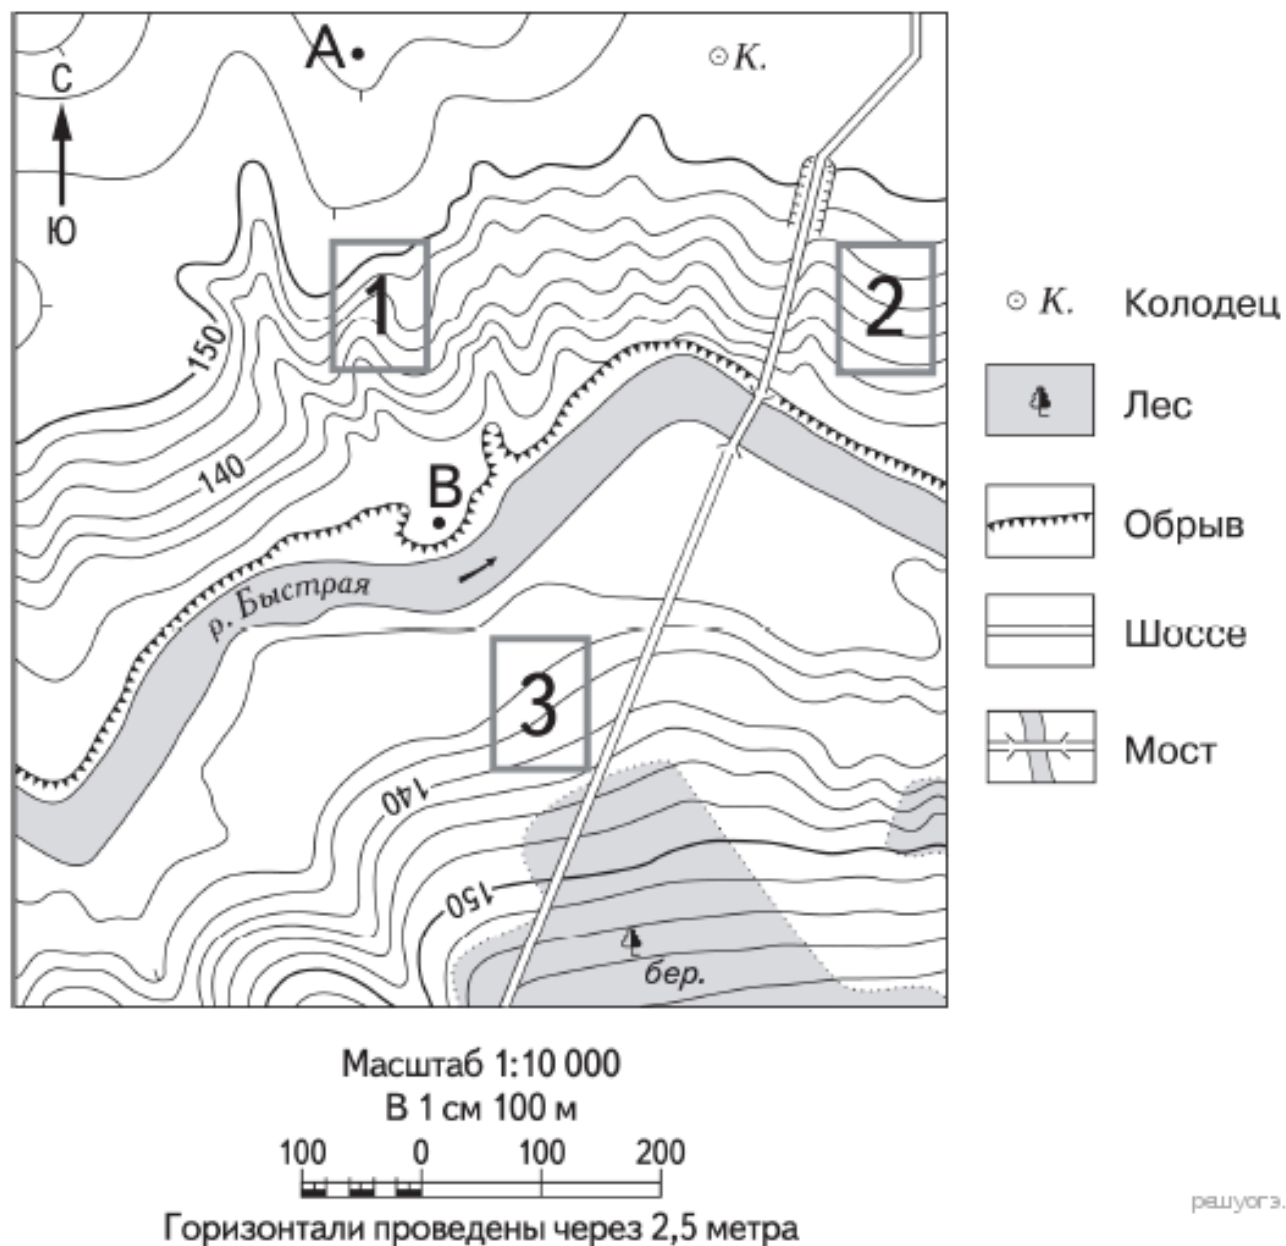 А
К.
С
Ю
1
2
150
К. Колодец
Лес
140
В
Обрыв
р. Быстрая
Шоссе
3
Мост
140
150
бер.
Масштаб 1:10 000
В 1 см 100 м
100 0 100 200
Горизонтали проведены через 2,5 метра
решуогэ.